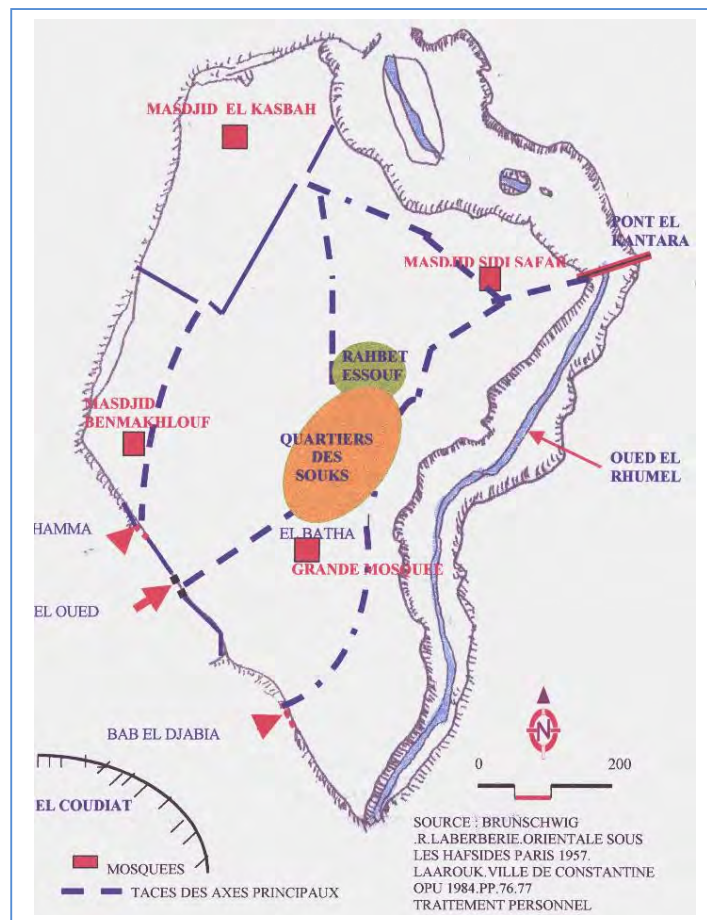 MASDJID EL KASBAH
PONT EL
KANTARA
MASDJID SIDI SAFAR
RAHBET
ESSOUF
MASDJID
BENMAKHLOUF
QUARTIERS
DES
SOUKS
OUED EL
RHUMEL
HAMMA
EL BATHA
GRANDE MOSQUEE
EL OUED
BAB EL DJABIA
N
0 200
EL COUDIAT
MOSQUEES
TACES DES AXES PRINCIPAUX
SOURCE : BRUNSCHWIG
.R.LABERBERIE.ORIENTALE SOUS
LES HAFSIDES PARIS 1957.
LAAROUK.VILLE DE CONSTANTINE
OPU 1984.PP.76.77
TRAITEMENT PERSONNEL